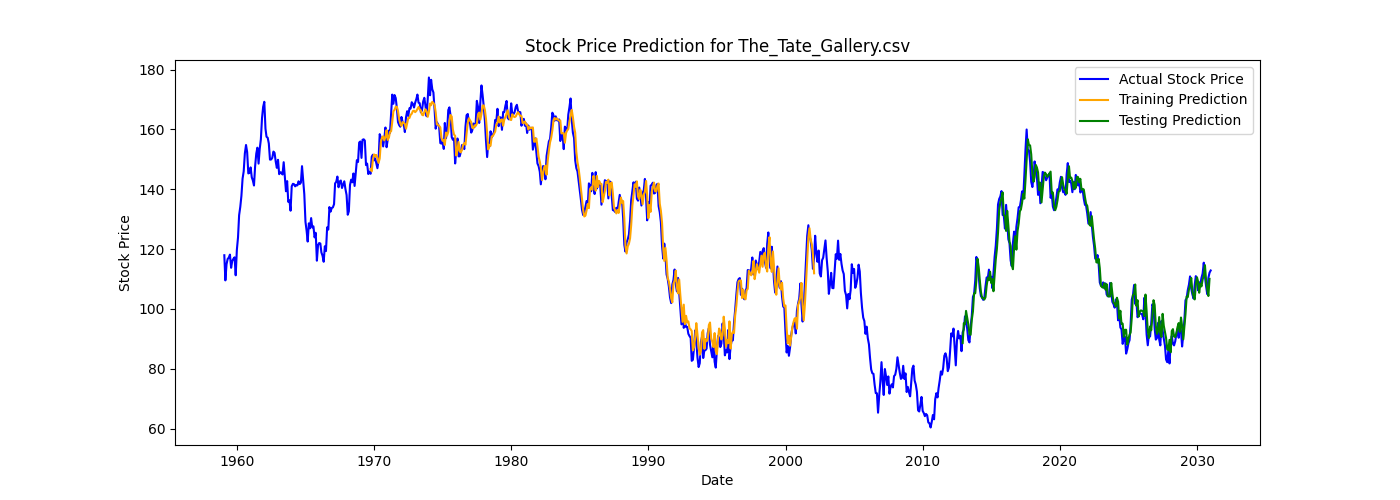 Stock Price Prediction for The_Tate_Gallery.csv
Actual Stock Price
Training Prediction
Testing Prediction
Stock Price
180
160
140
120
100
80
60
1960 1970 1980 1990 2000 2010 2020 2030
Date